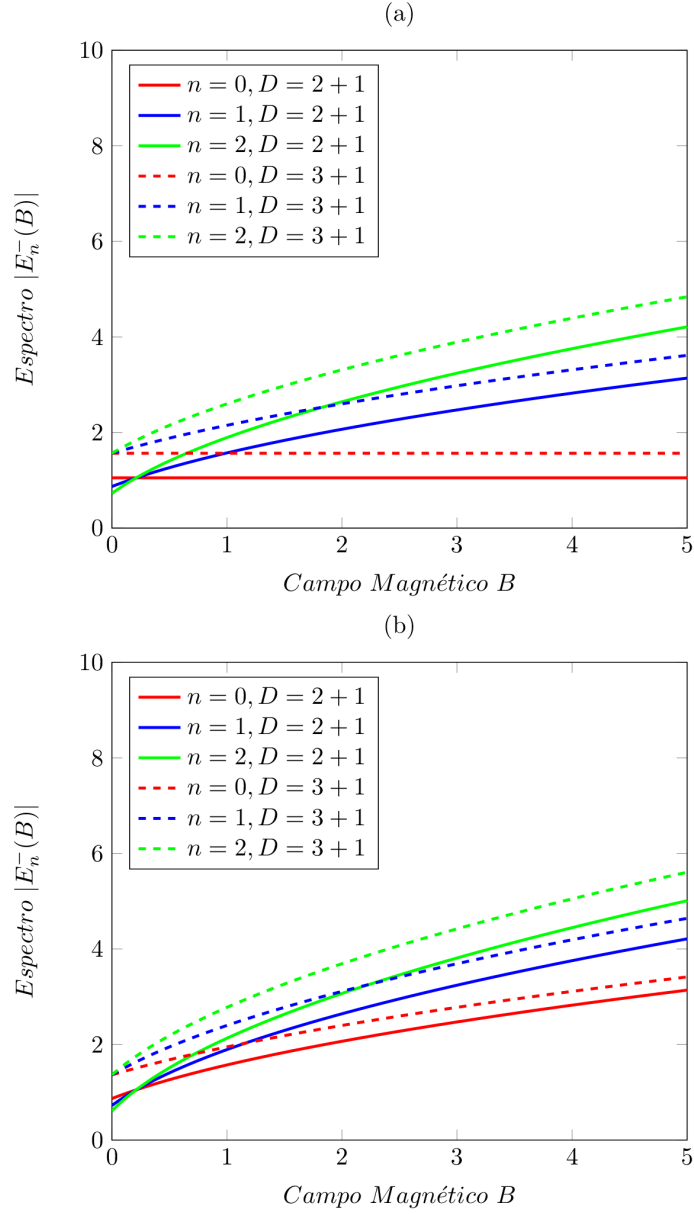 (a)
10
8
6
4
2
0
Espectro |E_n^-(B)|
n = 0, D = 2 + 1
n = 1, D = 2 + 1
n = 2, D = 2 + 1
n = 0, D = 3 + 1
n = 1, D = 3 + 1
n = 2, D = 3 + 1
0 1 2 3 4 5
Campo Magnético B
(b)
10
8
6
4
2
0
Espectro |E_n^-(B)|
n = 0, D = 2 + 1
n = 1, D = 2 + 1
n = 2, D = 2 + 1
n = 0, D = 3 + 1
n = 1, D = 3 + 1
n = 2, D = 3 + 1
0 1 2 3 4 5
Campo Magnético B